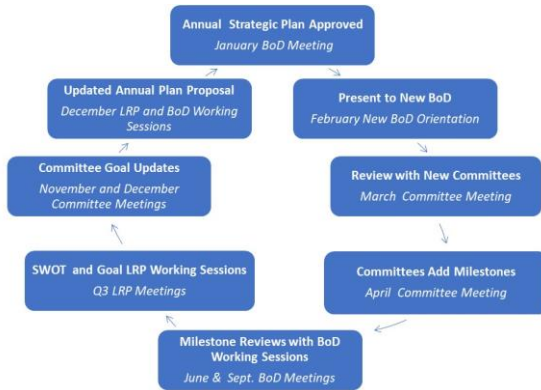 Annual Strategic Plan Approved
January BoD Meeting
Present to New BoD
February New BoD Orientation
Review with New Committees
March Committee Meeting
Committees Add Milestones
April Committee Meeting
Milestone Reviews with BoD
Working Sessions
June & Sept. BoD Meetings
SWOT and Goal LRP Working Sessions
Q3 LRP Meetings
Committee Goal Updates
November and December
Committee Meetings
Updated Annual Plan Proposal
December LRP and BoD Working
Sessions